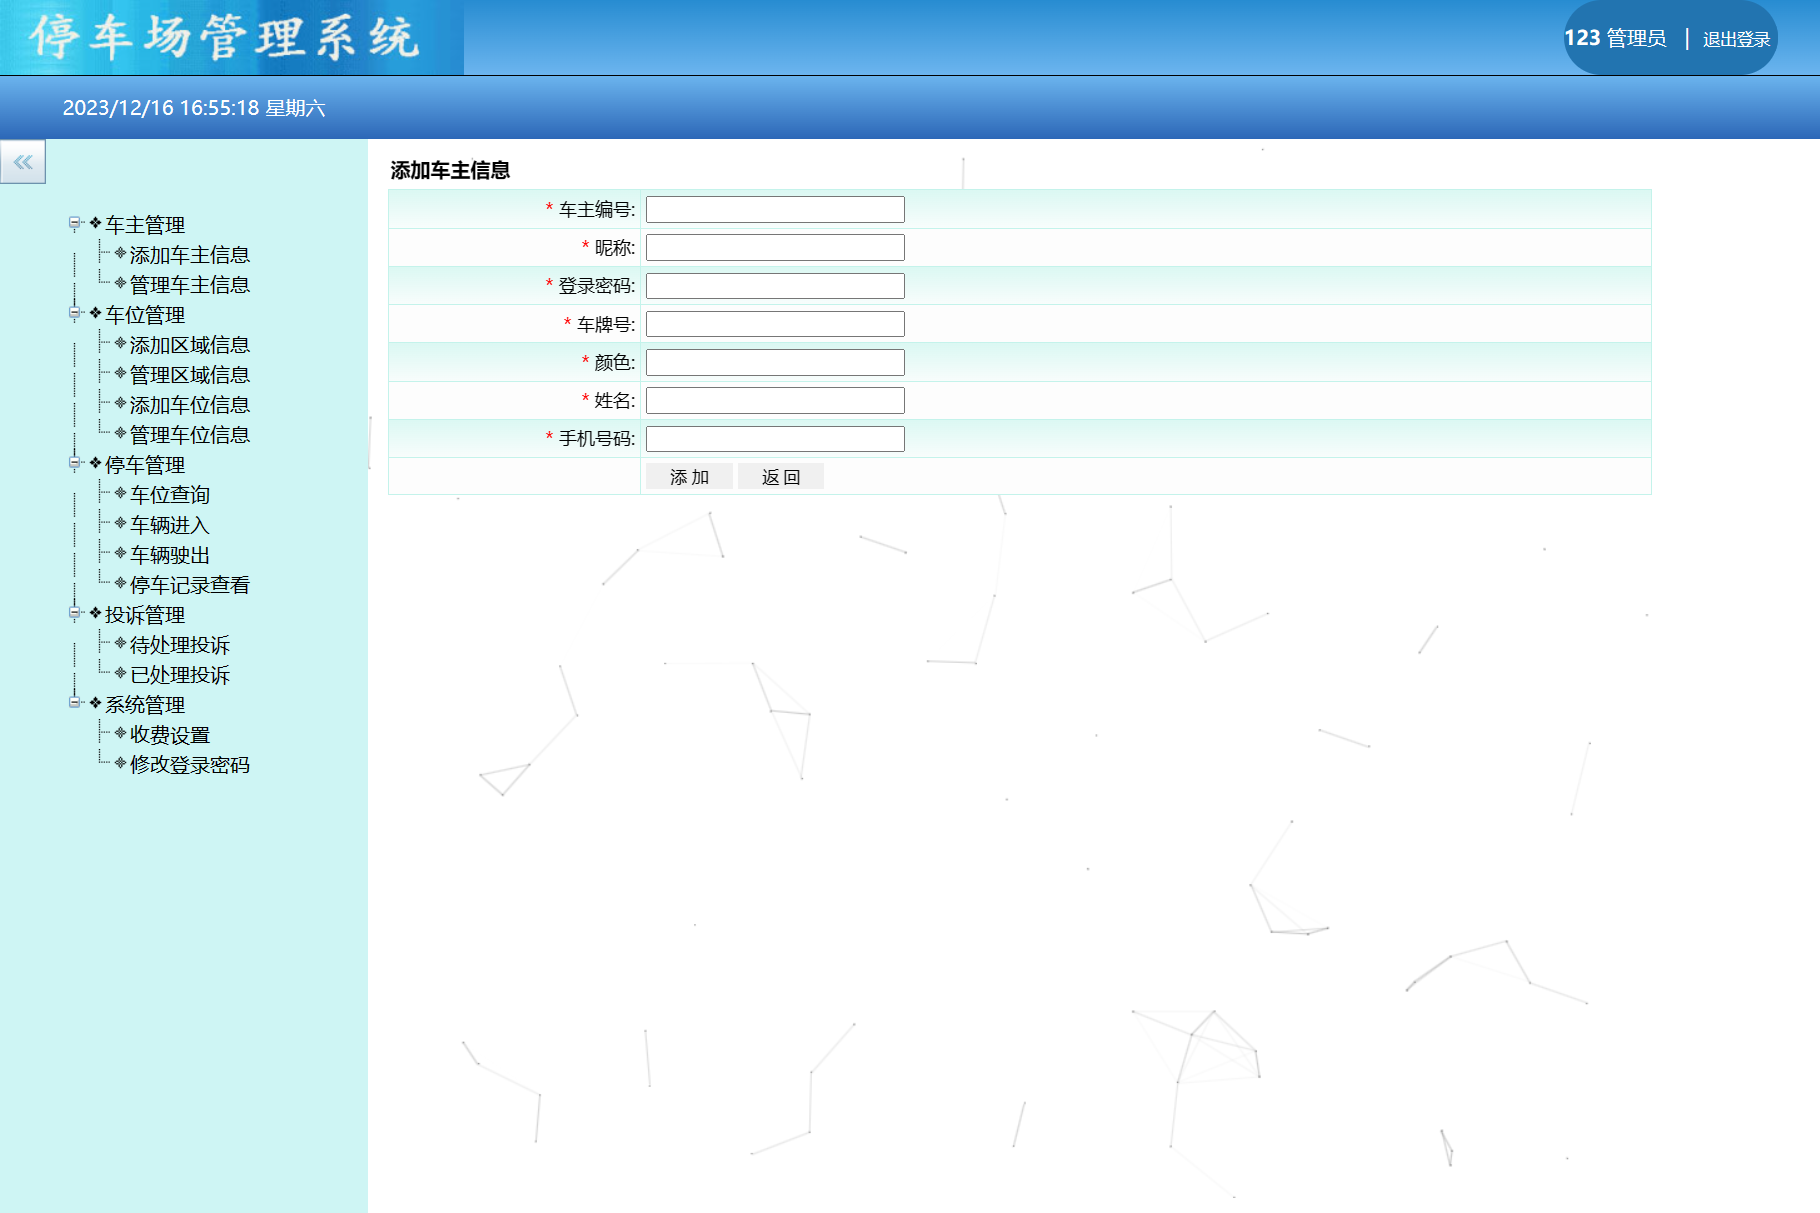 停车场管理系统
123 管理员 | 退出登录
2023/12/16 16:55:18 星期六
车主管理
添加车主信息
管理车主信息
车位管理
添加区域信息
管理区域信息
添加车位信息
管理车位信息
停车管理
车位查询
车辆进入
车辆驶出
停车记录查看
投诉管理
待处理投诉
已处理投诉
系统管理
收费设置
修改登录密码
添加车主信息
* 车主编号:
* 昵称:
* 登录密码:
* 车牌号:
* 颜色:
* 姓名:
* 手机号码:
添 加 返 回